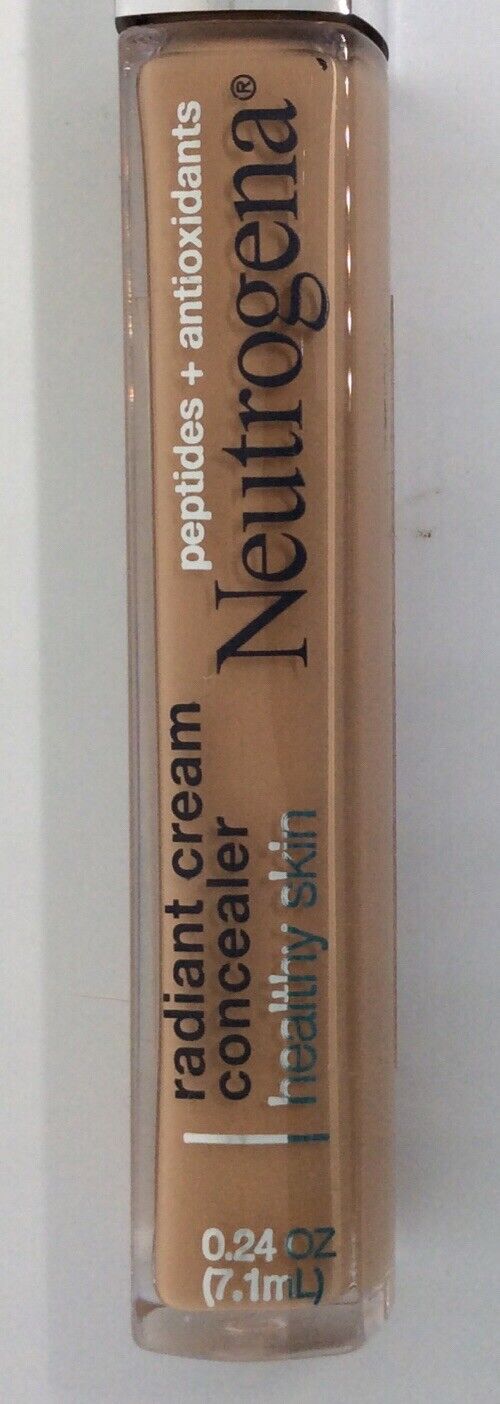 peptides + antioxidants
Neutrogena®
radiant cream
concealer
healthy skin
0.24 OZ
(7.1mL)